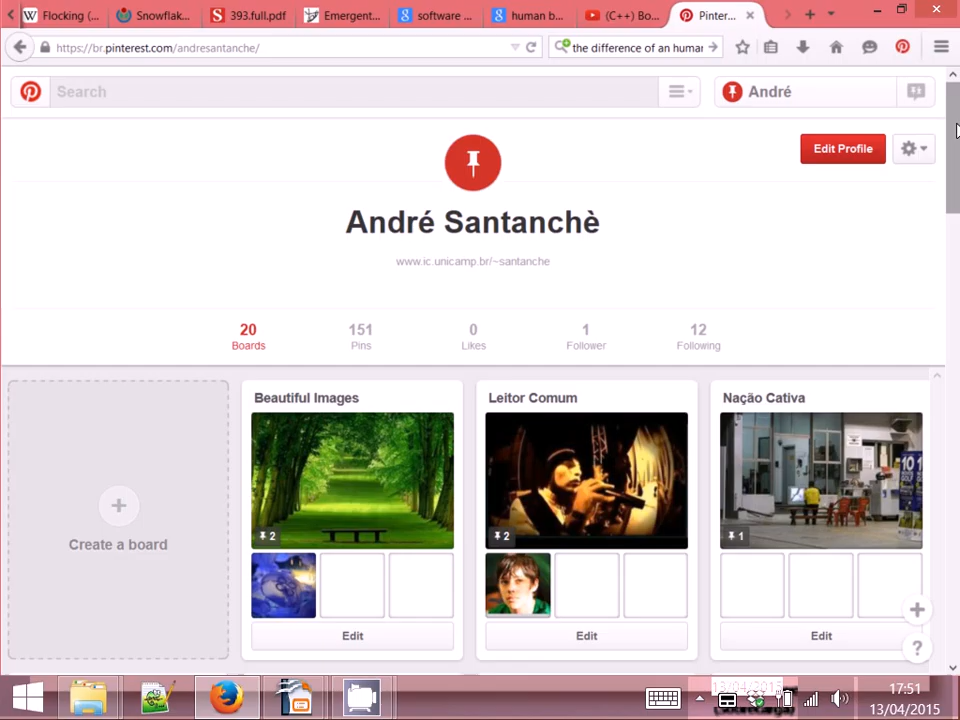 Flocking (...
Snowflak...
393.full.pdf
Emergent...
software ...
human b...
(C++) Bo...
Pinter...
https://br.pinterest.com/andresantanche/
the difference of an human
Search
André
Edit Profile
André Santanchè
www.ic.unicamp.br/~santanche
20 151 0 1 12
Boards Pins Likes Follower Following
Create a board
Beautiful Images
2
Edit
Leitor Comum
2
Edit
Nação Cativa
1
Edit
?
17:51
13/04/2015